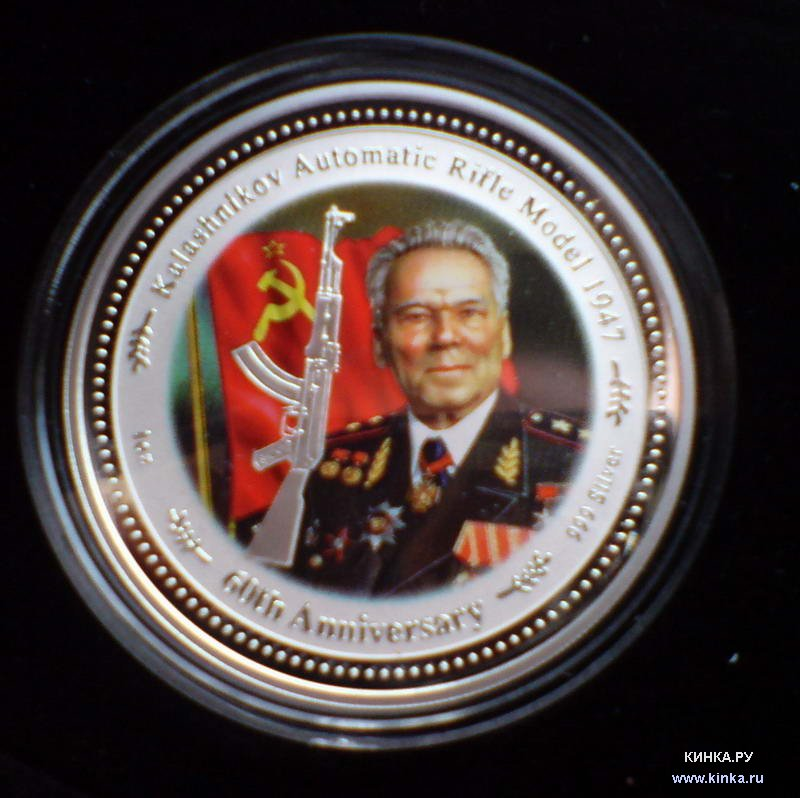 Kalashnikov Automatic Rifle Model 1947
1oz
999 Silver
60th Anniversary
КИНКА.РУ
www.kinka.ru